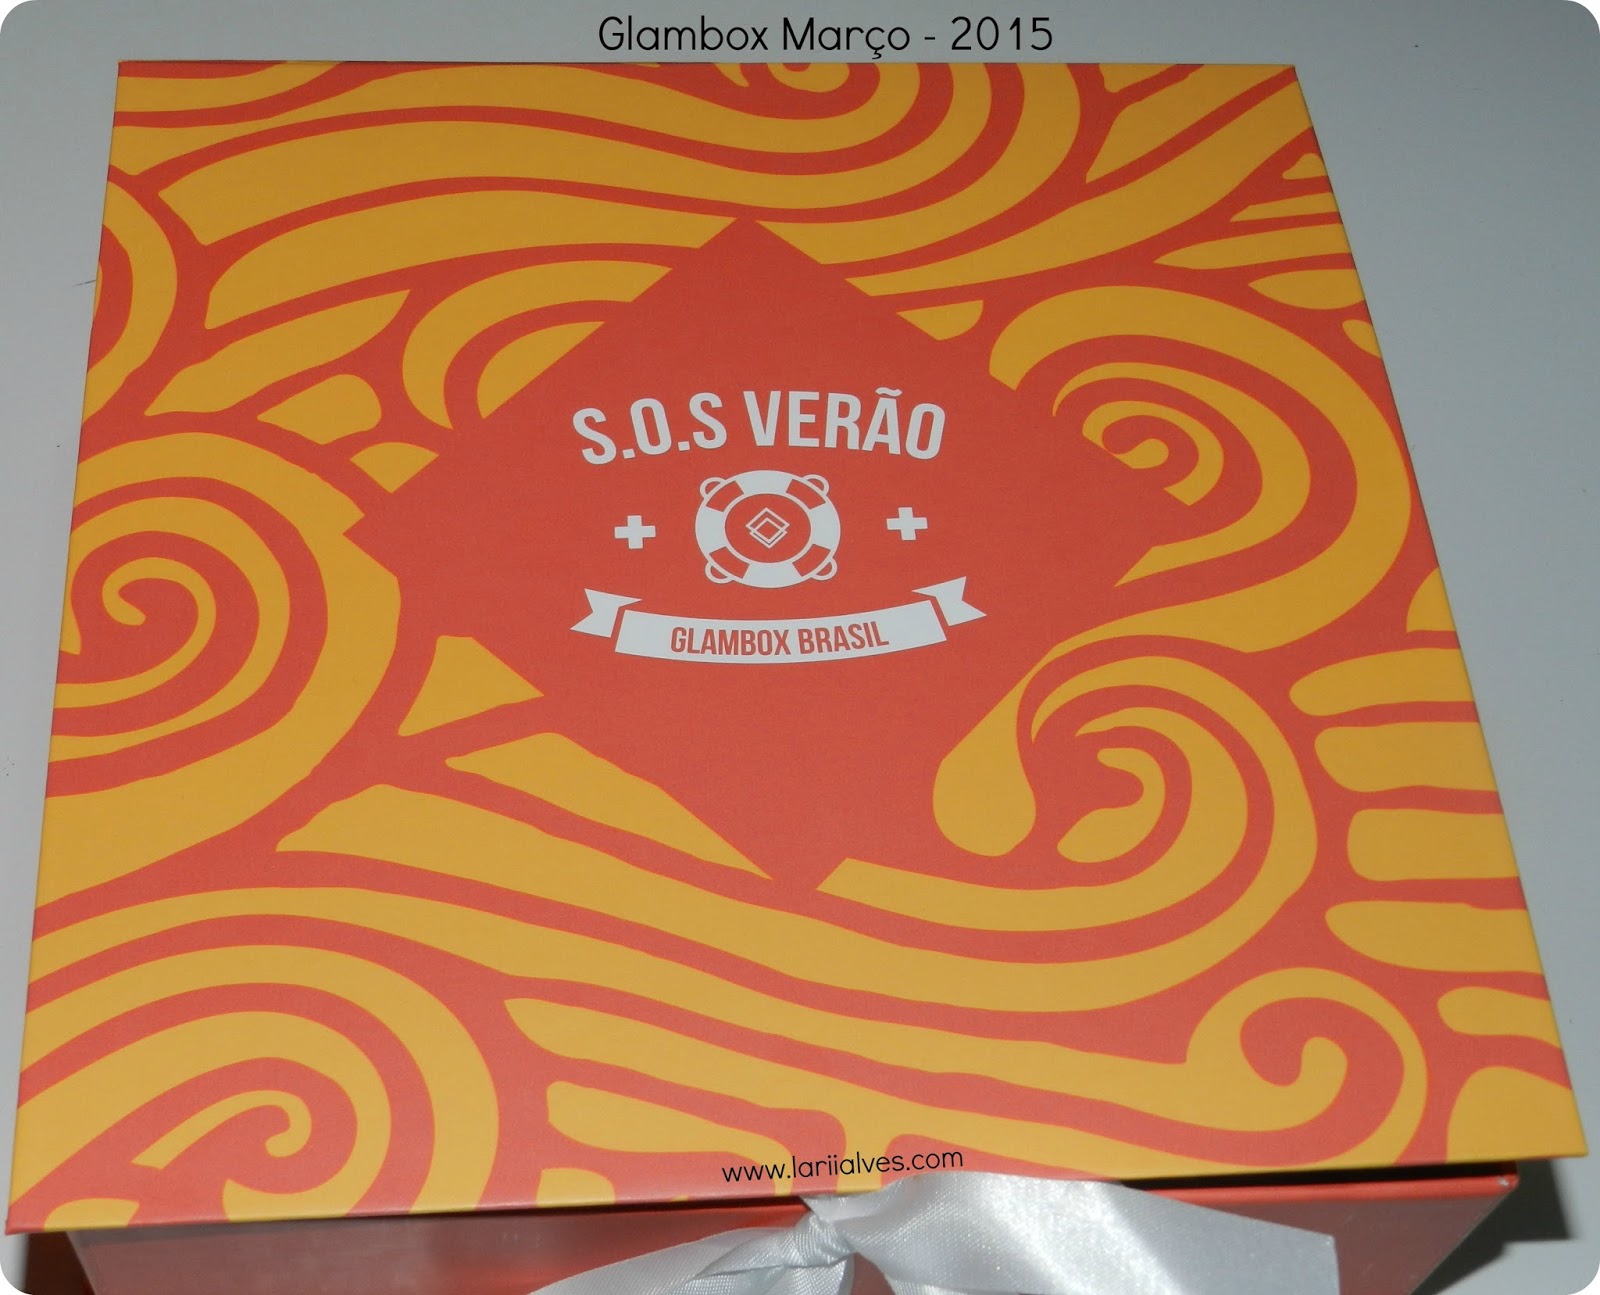 Glambox Março - 2015
S.O.S VERÃO
GLAMBOX BRASIL
www.lariialves.com